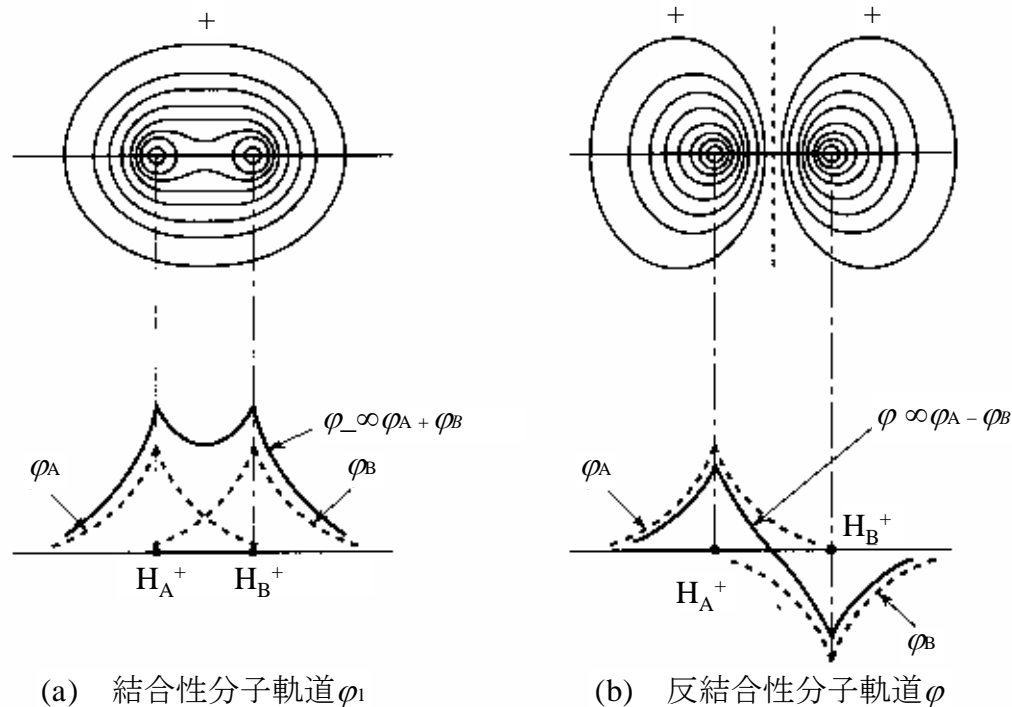 +
+ +
φ_∞φA + φB
φA
φB
HA+ HB+
φ ∞φA − φB
φA
HB+
HA+
φB
(a) 結合性分子軌道φ1
(b) 反結合性分子軌道φ